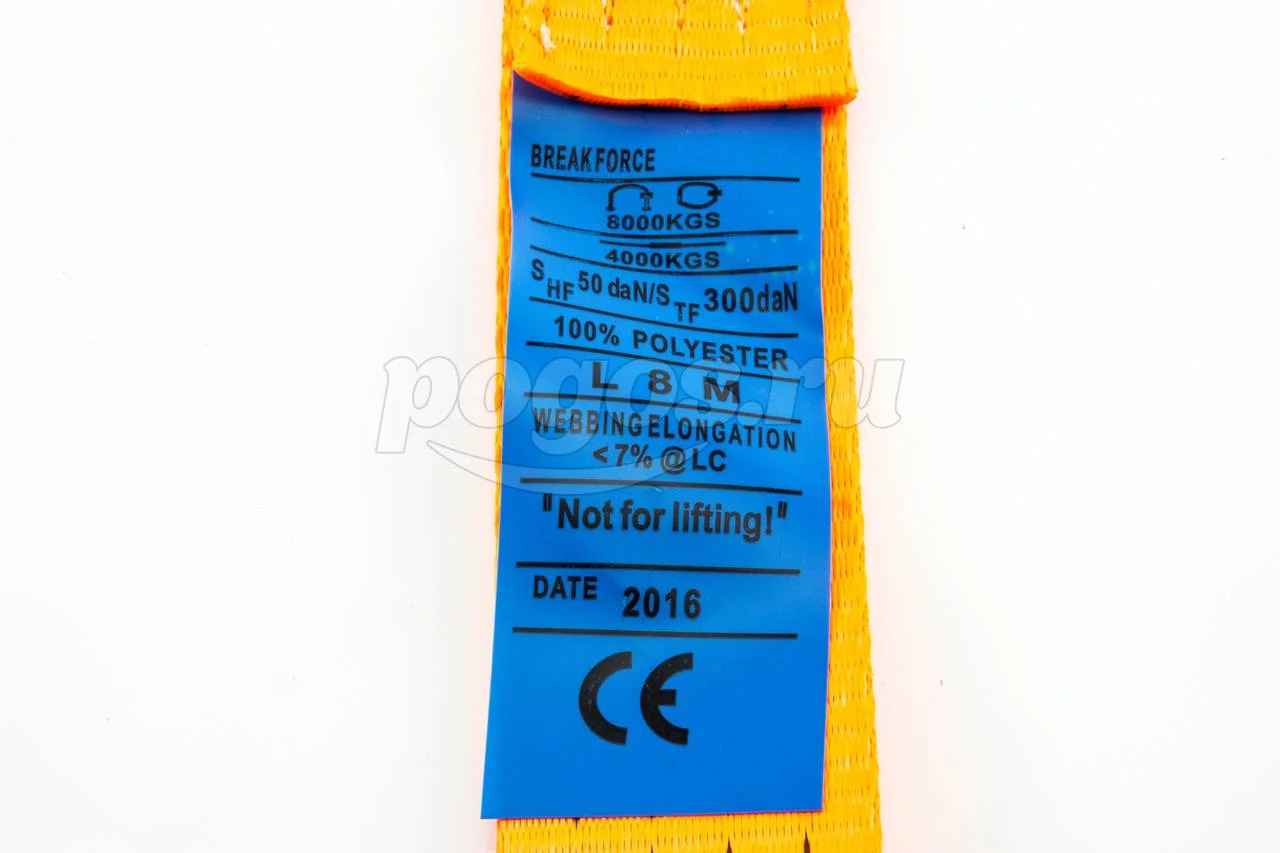 BREAKFORCE
8000KGS
4000KGS
SHF 50 daN/STF 300daN
100% POLYESTER
L 8 M
WEBBING ELONGATION
<7% @ LC
"Not for lifting!"
DATE 2016
CE
pogos.ru